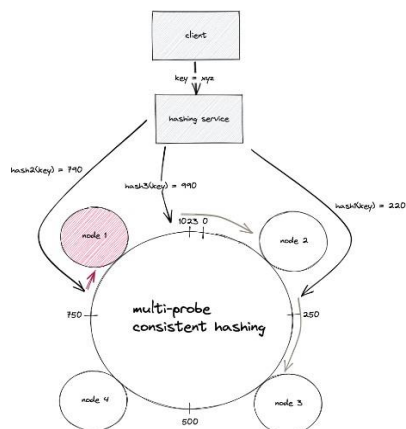 client
key = xyz
hashing service
hash2(key) = 790
hash3(key) = 990
hash1(key) = 220
1023 0
node 1
node 2
750
multi-probe
consistent hashing
250
node 4
500
node 3